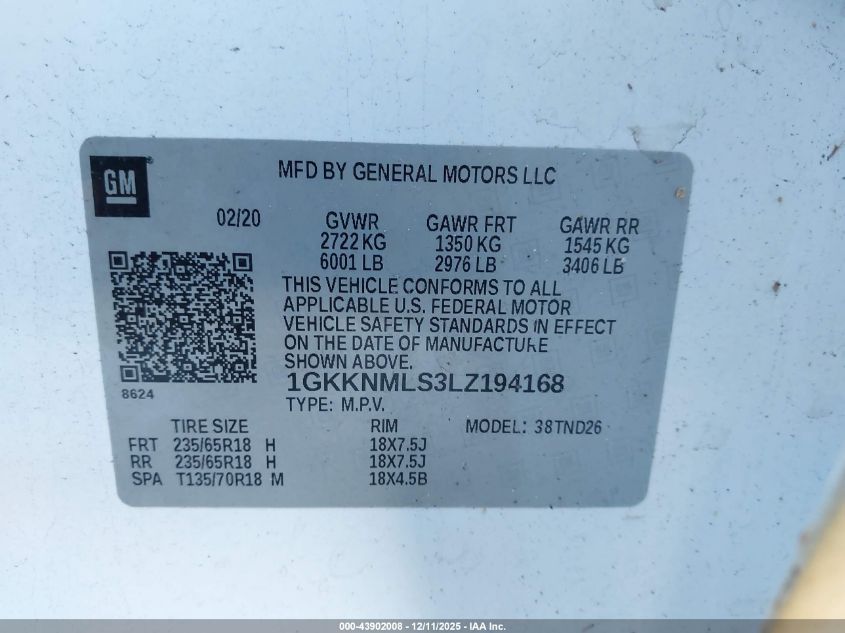 GM
MFD BY GENERAL MOTORS LLC
02/20 GVWR GAWR FRT GAWR RR
2722 KG 1350 KG 1545 KG
6001 LB 2976 LB 3406 LB
THIS VEHICLE CONFORMS TO ALL
APPLICABLE U.S. FEDERAL MOTOR
VEHICLE SAFETY STANDARDS IN EFFECT
ON THE DATE OF MANUFACTURE
SHOWN ABOVE.
1GKKNMLS3LZ194168
8624
TYPE: M.P.V.
TIRE SIZE RIM MODEL: 38TND26
FRT 235/65R18 H 18X7.5J
RR 235/65R18 H 18X7.5J
SPA T135/70R18 M 18X4.5B
000-43902008 - 12/11/2025 - IAA Inc.